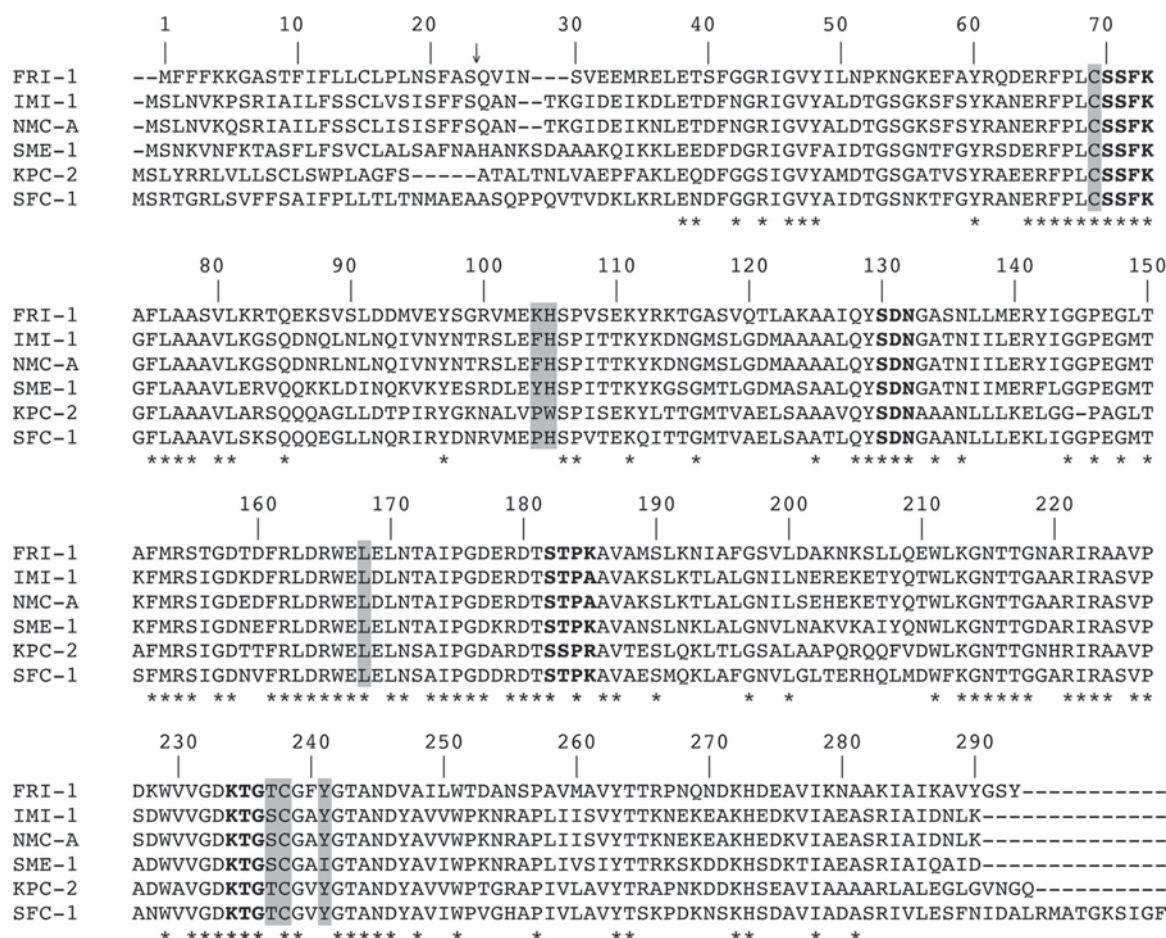 1 10 20 ↓ 30 40 50 60 70
FRI-1 --MFFFKKGASTFIFLLCLPLNSFASQVIN---SVEEMRELETSFGGRIGVYILNPKNGKEFAYRQDERFPLCSSFK
IMI-1 -MSLNVKPSRIAILFSSCLVSISFFSQAN--TKGIDEIKDLETDFNGRIGVYALDTGSGKSFSYKANERFPLCSSFK
NMC-A -MSLNVKQSRIAILFSSCLISISFFSQAN--TKGIDEIKNLETDFNGRIGVYALDTGSGKSFSYRANERFPLCSSFK
SME-1 -MSNKVNFKTASFLFSVCLALSAFNAHANKSDAAAKQIKKLEEDFDGRIGVFAIDTGSGNTFGYRSDERFPLCSSFK
KPC-2 MSLYRRLVLLSCLSWPLAGFS-----ATALTNLVAEPFAKLEQDFGGSIGVYAMDTGSGATVSYRAEERFPLCSSFK
SFC-1 MSRTGRLSVFFSAIFPLLTLTNMAEAASQPPQVTVDKLKRLENDFGGRIGVYAIDTGSNKTFGYRANERFPLCSSFK
** * * *** * ***********
80 90 100 110 120 130 140 150
FRI-1 AFLAASVLKRTQEKSVSLDDMVEYSGRVMEKHSPVSEKYRKTGASVQTLAKAAIQYSDNGASNLLMERYIGGPEGLT
IMI-1 GFLAAAVLKGSQDNQLNLNQIVNYNTRSLEFHSPITTKYKDNGMSLGDMAAAALQYSDNGATNIILERYIGGPEGMT
NMC-A GFLAAAVLKGSQDNRLNLNQIVNYNTRSLEFHSPITTKYKDNGMSLGDMAAAALQYSDNGATNIILERYIGGPEGMT
SME-1 GFLAAAVLERVQQKKLDINQKVKYESRDLEYHSPITTKYKGSGMTLGDMASAALQYSDNGATNIIMERFLGGPEGMT
KPC-2 GFLAAAVLARSQQQAGLLDTPIRYGKNALVPWSPISEKYLTTGMTVAELSAAAVQYSDNAAANLLLKELGG-PAGLT
SFC-1 GFLAAAVLSKSQQQEGLLNQRIRYDNRVMEPHSPVTEKQITTGMTVAELSAATLQYSDNGAANLLLEKLIGGPEGMT
**** ** * * ** * * * ***** * * * * * *
160 170 180 190 200 210 220
FRI-1 AFMRSTGDTDFRLDRWELELNTAIPGDERDTSTPKAVAMSLKNIAFGSVLDAKNKSLLQEWLKGNTTGNARIRAAVP
IMI-1 KFMRSIGDKDFRLDRWELDLNTAIPGDERDTSTPAAVAKSLKTLALGNILNEREKETYQTWLKGNTTGAARIRASVP
NMC-A KFMRSIGDEDFRLDRWELDLNTAIPGDERDTSTPAAVAKSLKTLALGNILSEHEKETYQTWLKGNTTGAARIRASVP
SME-1 KFMRSIGDNEFRLDRWELELNTAIPGDKRDTSTPKAVANSLNKLALGNVLNAKVKAIYQNWLKGNTTGDARIRASVP
KPC-2 AFMRSIGDTTFRLDRWELELNSAIPGDARDTSSPRAVTESLQKLTLGSALAAPQRQQFVDWLKGNTTGNHRIRAAVP
SFC-1 KFMRSIGDNVFRLDRWELELNSAIPGDRRDTSTPKAVAESMQKLAFGNVLGLTERHQLMDWFKGNTTGGARIRASVP
**** ** ******** ** ***** **** * ** * * * * ****** **** **
230 240 250 260 270 280 290
FRI-1 DKWVVGDKTGTCGFYGTANDVAILWTDANSPAVMAVYTTRPNQNDKHDEAVIKNAAKIAIKAVYGSY-----------
IMI-1 SDWVVGDKTGSCGAYGTANDYAVVWPKNRAPLIISVYTTKNEKEAKHEDKVIAEASRIAIDNLK--------------
NMC-A SDWVVGDKTGSCGAYGTANDYAVVWPKNRAPLIISVYTTKNEKEAKHEDKVIAEASRIAIDNLK--------------
SME-1 ADWVVGDKTGSCGAIGTANDYAVIWPKNRAPLIVSIYTTRKSKDDKHSDKTIAEASRIAIQAID--------------
KPC-2 ADWAVGDKTGTCGVYGTANDYAVVWPTGRAPIVLAVYTRAPNKDDKHSEAVIAAAARLALEGLGVNGQ----------
SFC-1 ANWVVGDKTGTCGVYGTANDYAVIWPVGHAPIVLAVYTSKPDKNSKHSDAVIADASRIVLESFNIDALRMATGKSIGF
* ****** ** ***** * * * ** ** * *